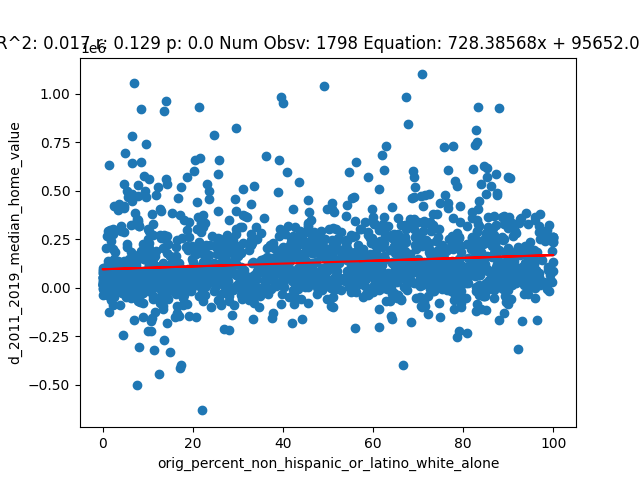 R^2: 0.017 r: 0.129 p: 0.0 Num Obsv: 1798 Equation: 728.38568x + 95652.0
1e6
1.00
0.75
0.50
0.25
0.00
−0.25
−0.50
d_2011_2019_median_home_value
0 20 40 60 80 100
orig_percent_non_hispanic_or_latino_white_alone